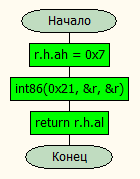 Начало
r.h.ah = 0x7
int86(0x21, &r, &r)
return r.h.al
Конец